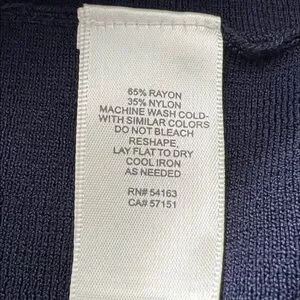 65% RAYON
35% NYLON
MACHINE WASH COLD-
WITH SIMILAR COLORS
DO NOT BLEACH
RESHAPE,
LAY FLAT TO DRY
COOL IRON
AS NEEDED
RN# 54163
CA# 57151